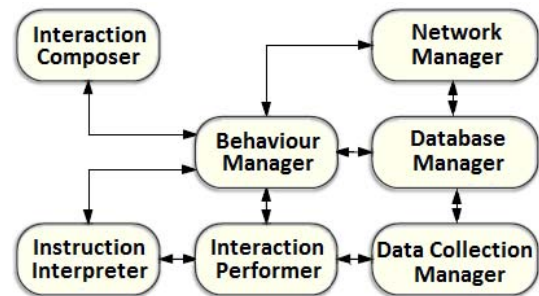 Interaction
Composer
Network
Manager
Behaviour
Manager
Database
Manager
Instruction
Interpreter
Interaction
Performer
Data Collection
Manager